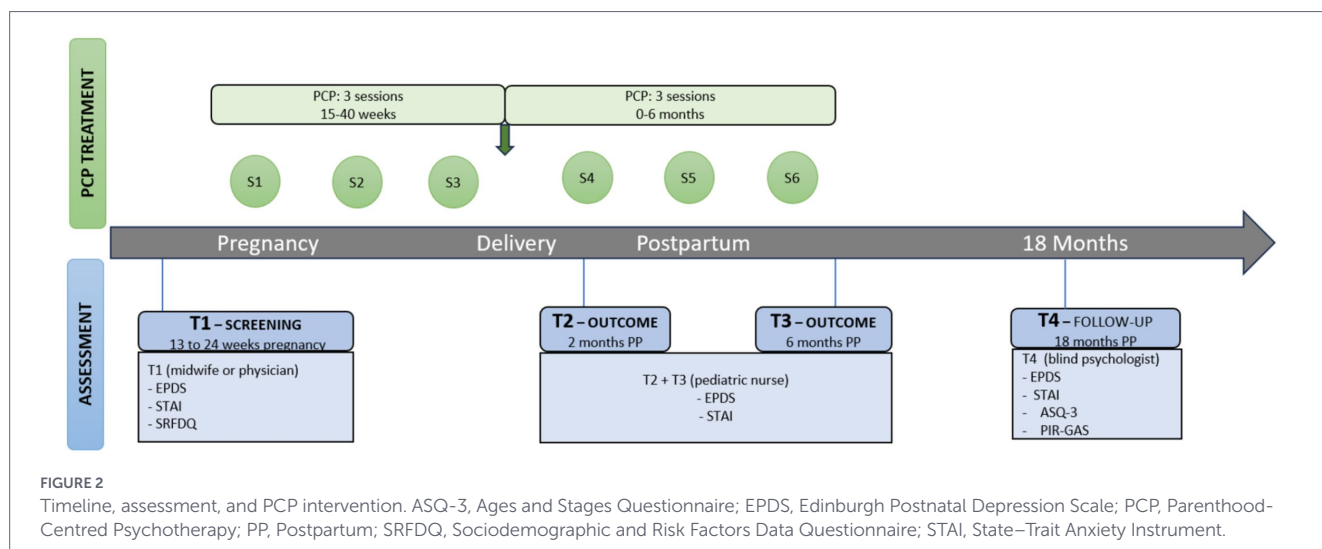 PCP TREATMENT
PCP: 3 sessions
15-40 weeks
PCP: 3 sessions
0-6 months
S1
S2
S3
S4
S5
S6
Pregnancy
Delivery
Postpartum
18 Months
ASSESSMENT
T1 – SCREENING
13 to 24 weeks pregnancy
T1 (midwife or physician)
- EPDS
- STAI
- SRFDQ
T2 – OUTCOME
2 months PP
T3 – OUTCOME
6 months PP
T2 + T3 (pediatric nurse)
- EPDS
- STAI
T4 – FOLLOW-UP
18 months PP
T4 (blind psychologist)
- EPDS
- STAI
- ASQ-3
- PIR-GAS
FIGURE 2
Timeline, assessment, and PCP intervention. ASQ-3, Ages and Stages Questionnaire; EPDS, Edinburgh Postnatal Depression Scale; PCP, Parenthood-
Centred Psychotherapy; PP, Postpartum; SRFDQ, Sociodemographic and Risk Factors Data Questionnaire; STAI, State–Trait Anxiety Instrument.